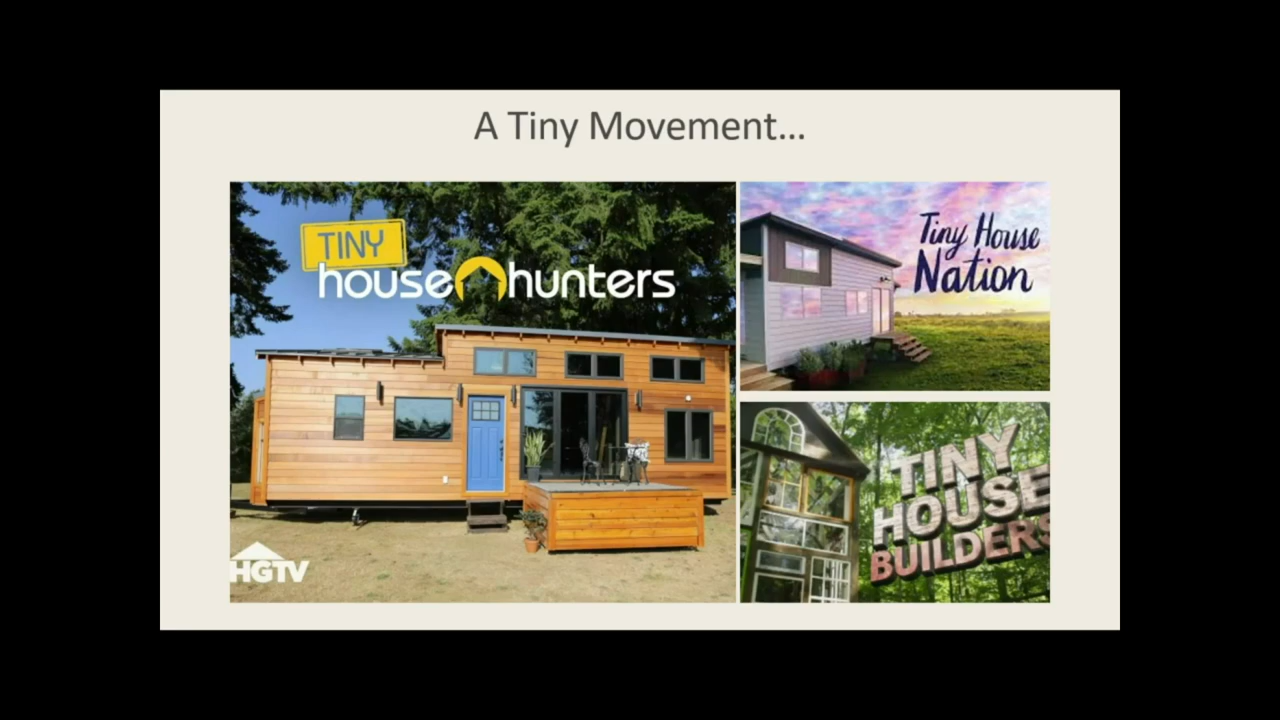 A Tiny Movement...
TINY
house hunters
HGTV
Tiny House
Nation
TINY
HOUSE
BUILDERS